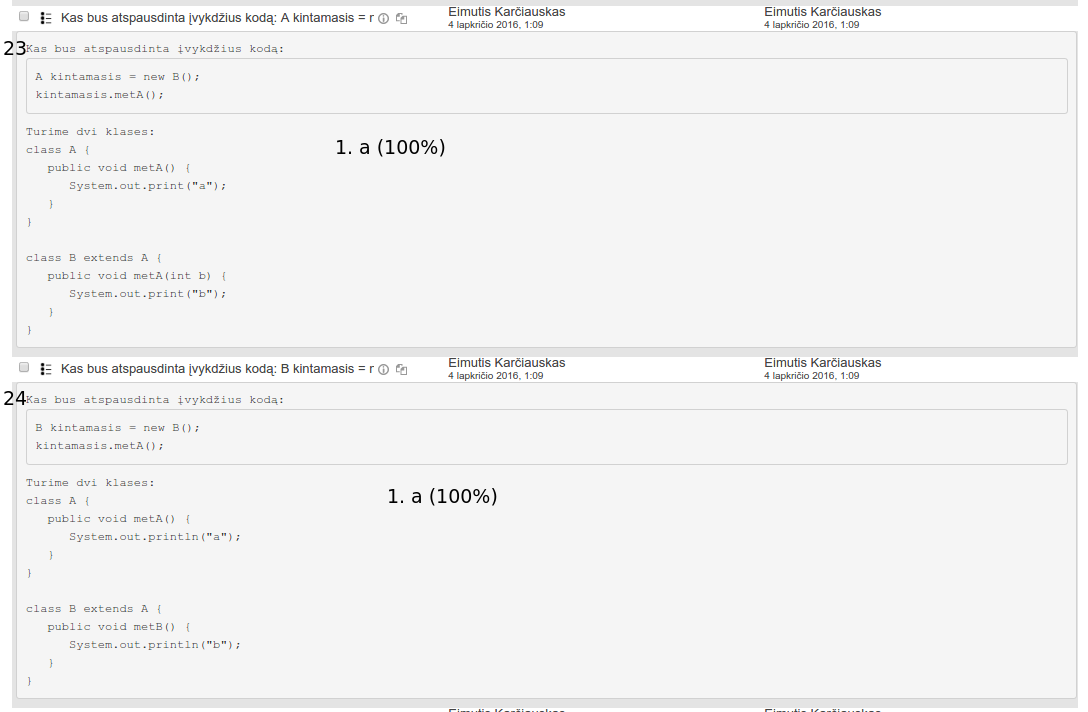 Kas bus atspausdinta įvykdžius kodą: A kintamasis = r
Eimutis Karčiauskas
4 lapkričio 2016, 1:09
Eimutis Karčiauskas
4 lapkričio 2016, 1:09
23
Kas bus atspausdinta įvykdžius kodą:
A kintamasis = new B();
kintamasis.metA();
Turime dvi klases:
class A {
public void metA() {
System.out.print("a");
}
}
1. a (100%)
class B extends A {
public void metA(int b) {
System.out.print("b");
}
}
Kas bus atspausdinta įvykdžius kodą: B kintamasis = r
Eimutis Karčiauskas
4 lapkričio 2016, 1:09
Eimutis Karčiauskas
4 lapkričio 2016, 1:09
24
Kas bus atspausdinta įvykdžius kodą:
B kintamasis = new B();
kintamasis.metA();
Turime dvi klases:
class A {
public void metA() {
System.out.println("a");
}
}
1. a (100%)
class B extends A {
public void metB() {
System.out.println("b");
}
}
Eimutis Karčiauskas
Eimutis Karčiauskas